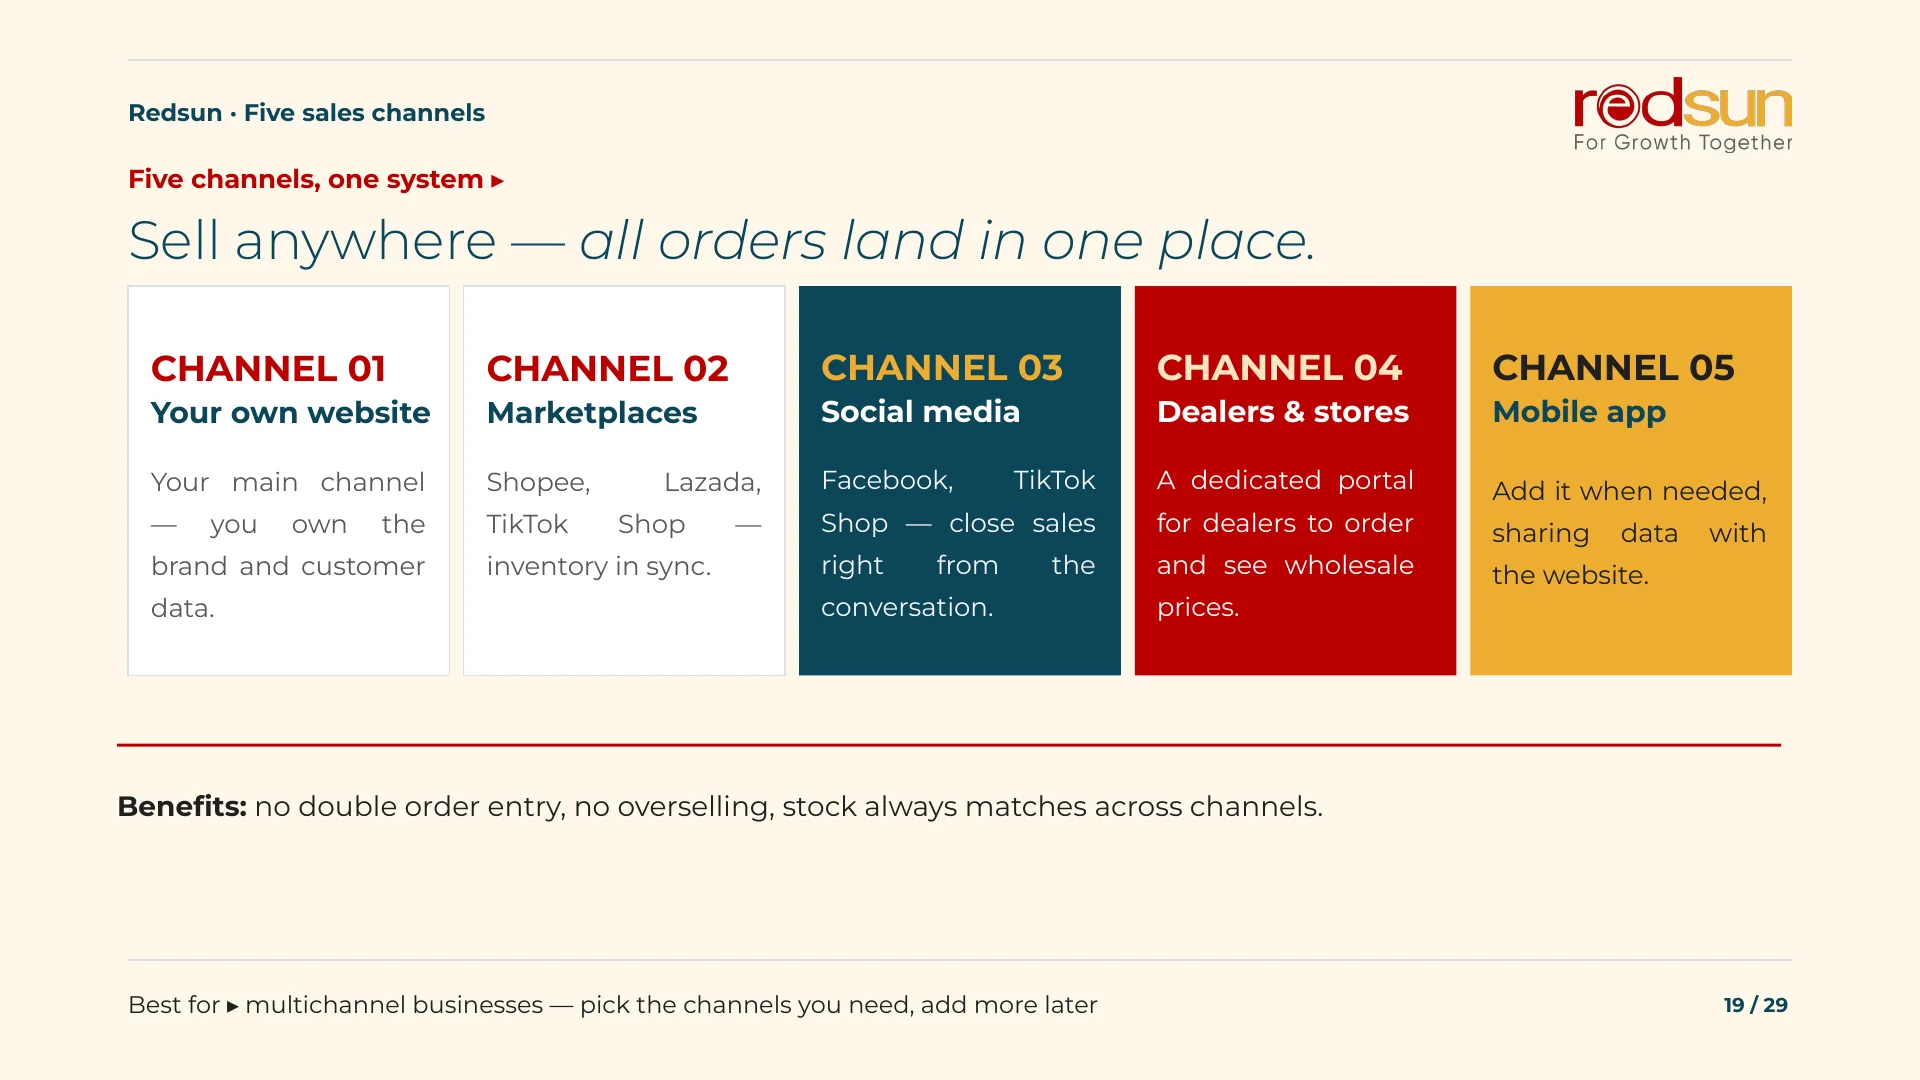 Redsun · Five sales channels
redsun
For Growth Together
Five channels, one system ▸
Sell anywhere — all orders land in one place.
CHANNEL 01
Your own website
Your main channel
— you own the
brand and customer
data.
CHANNEL 02
Marketplaces
Shopee, Lazada,
TikTok Shop —
inventory in sync.
CHANNEL 03
Social media
Facebook, TikTok
Shop — close sales
right from the
conversation.
CHANNEL 04
Dealers & stores
A dedicated portal
for dealers to order
and see wholesale
prices.
CHANNEL 05
Mobile app
Add it when needed,
sharing data with
the website.
Benefits: no double order entry, no overselling, stock always matches across channels.
Best for ▸ multichannel businesses — pick the channels you need, add more later
19 / 29